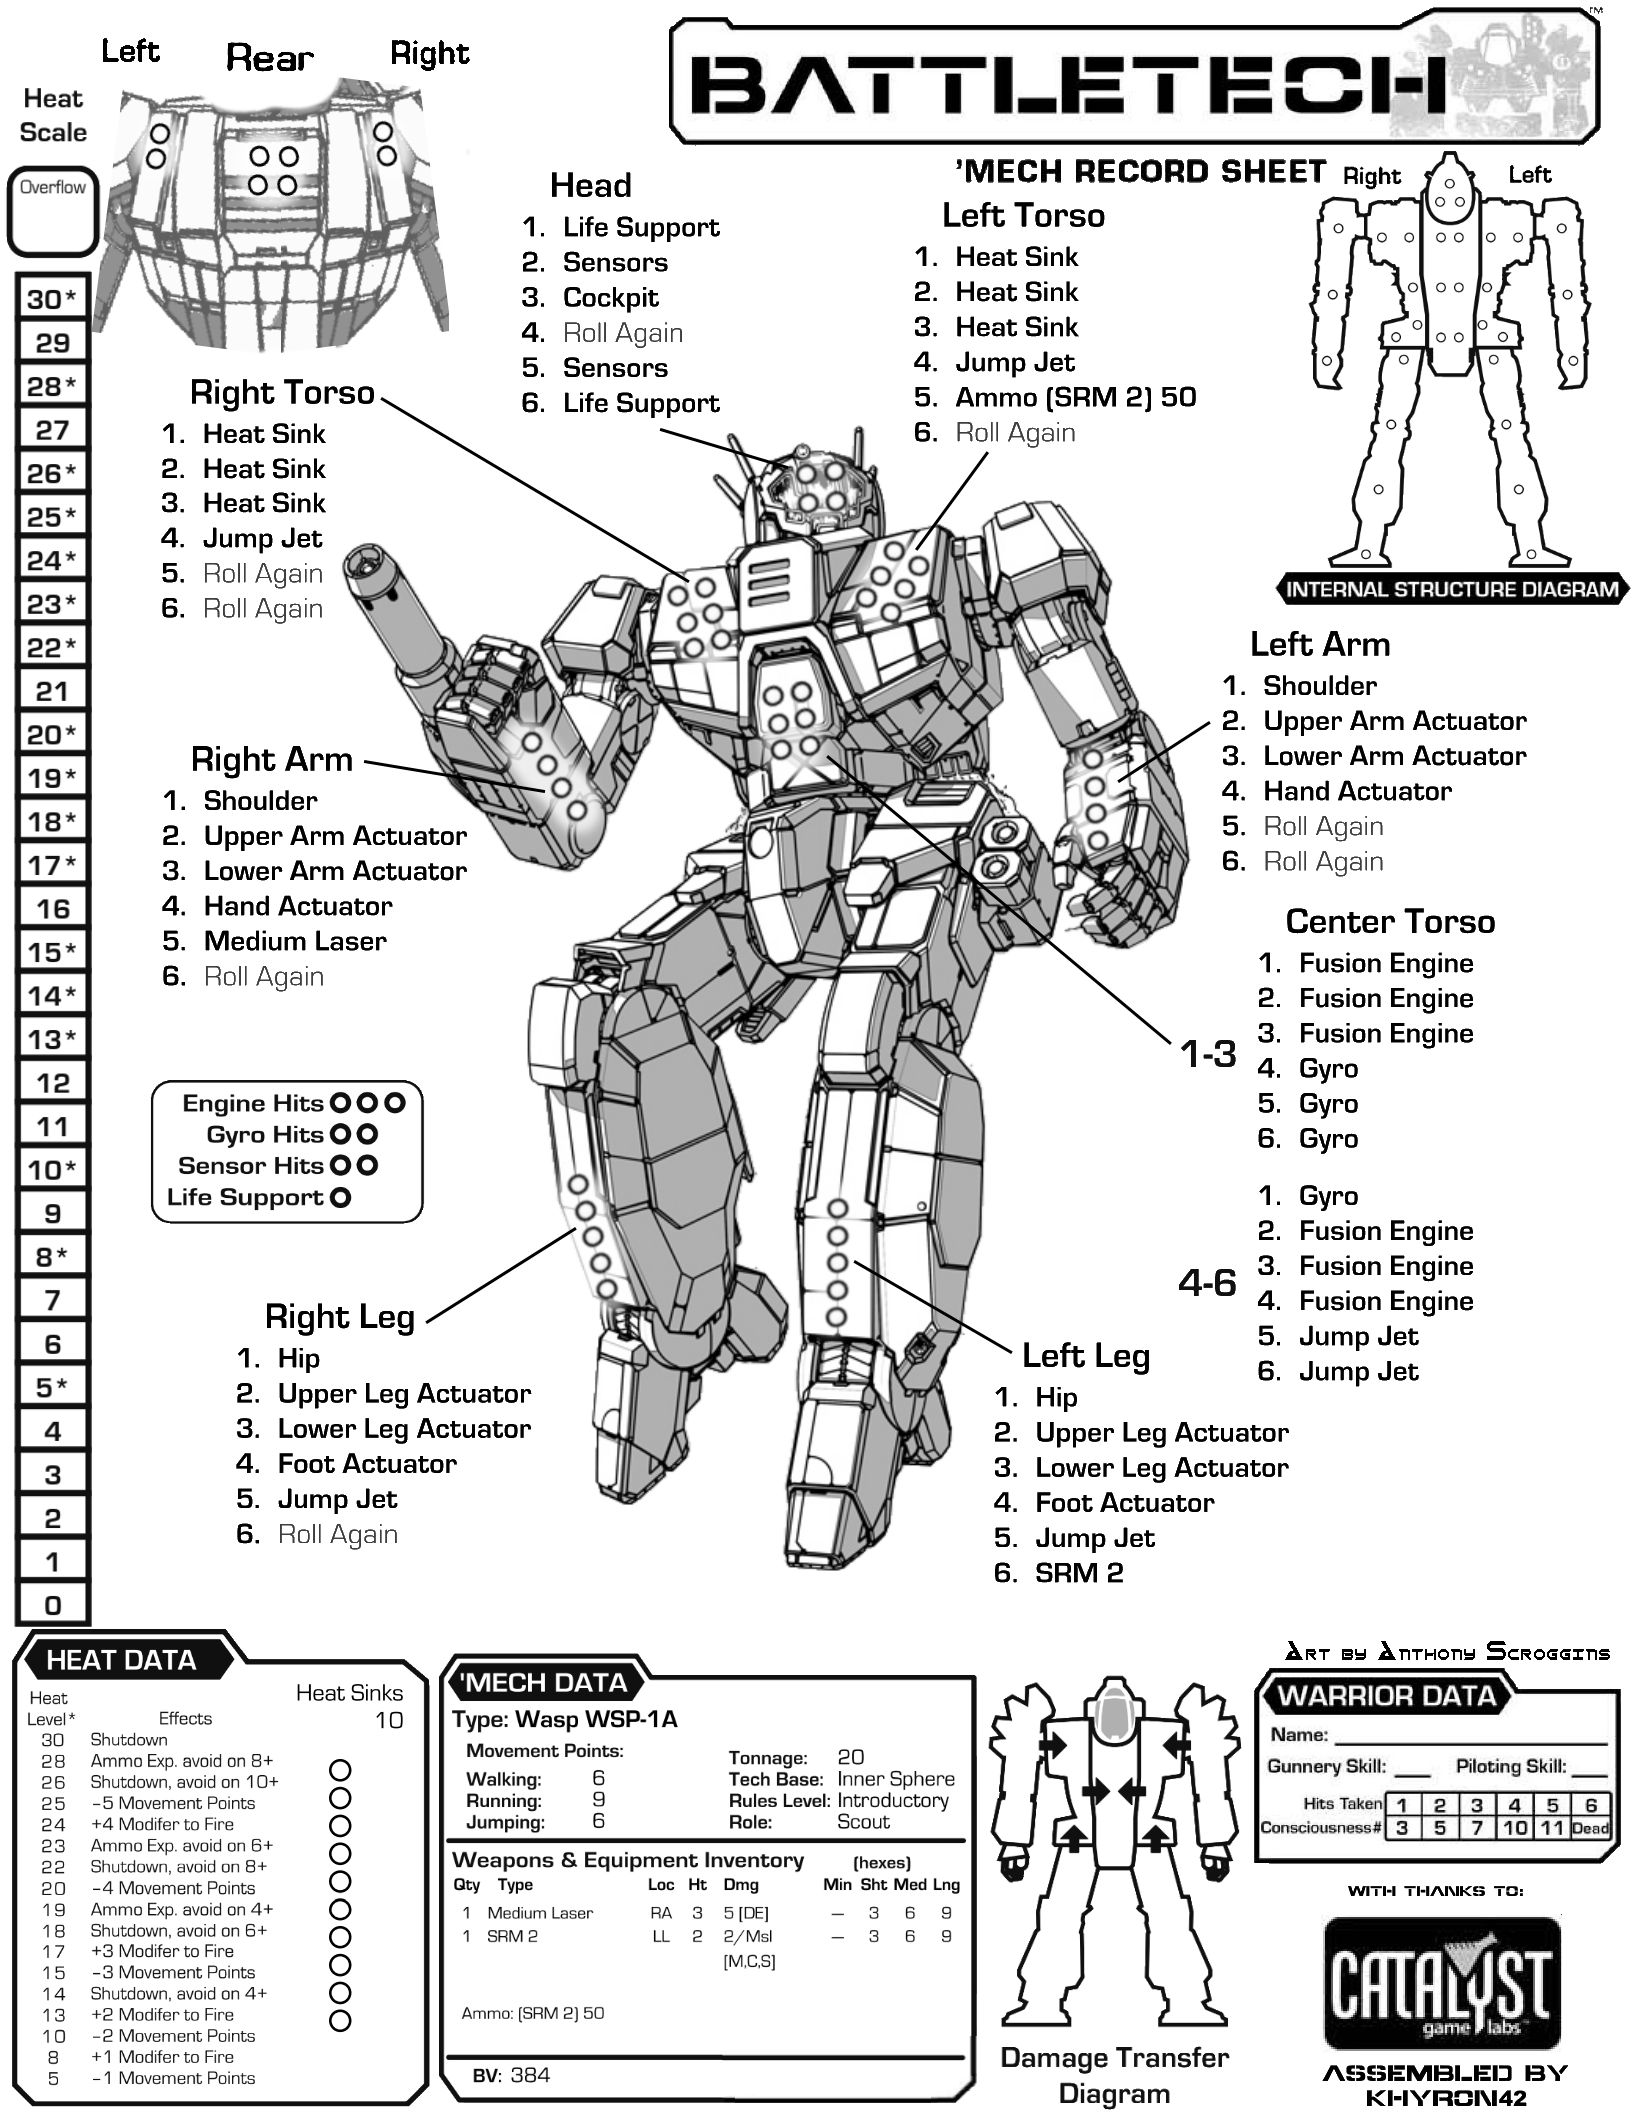 Left Rear Right
Heat
Scale
Overflow
30*
29
28*
27
26*
25*
24*
23*
22*
21
20*
19*
18*
17*
16
15*
14*
13*
12
11
10*
9
8*
7
6
5*
4
3
2
1
0
BATTLETECH
TM
'MECH RECORD SHEET
Head
1. Life Support
2. Sensors
3. Cockpit
4. Roll Again
5. Sensors
6. Life Support
Left Torso
1. Heat Sink
2. Heat Sink
3. Heat Sink
4. Jump Jet
5. Ammo (SRM 2) 50
6. Roll Again
Right Left
INTERNAL STRUCTURE DIAGRAM
Right Torso
1. Heat Sink
2. Heat Sink
3. Heat Sink
4. Jump Jet
5. Roll Again
6. Roll Again
Left Arm
1. Shoulder
2. Upper Arm Actuator
3. Lower Arm Actuator
4. Hand Actuator
5. Roll Again
6. Roll Again
Right Arm
1. Shoulder
2. Upper Arm Actuator
3. Lower Arm Actuator
4. Hand Actuator
5. Medium Laser
6. Roll Again
Center Torso
1-3
1. Fusion Engine
2. Fusion Engine
3. Fusion Engine
4. Gyro
5. Gyro
6. Gyro
4-6
1. Gyro
2. Fusion Engine
3. Fusion Engine
4. Fusion Engine
5. Jump Jet
6. Jump Jet
Engine Hits
Gyro Hits
Sensor Hits
Life Support
Right Leg
1. Hip
2. Upper Leg Actuator
3. Lower Leg Actuator
4. Foot Actuator
5. Jump Jet
6. Roll Again
Left Leg
1. Hip
2. Upper Leg Actuator
3. Lower Leg Actuator
4. Foot Actuator
5. Jump Jet
6. SRM 2
HEAT DATA
Heat Sinks
10
Heat
Level* Effects
30 Shutdown
28 Ammo Exp. avoid on 8+
26 Shutdown, avoid on 10+
25 -5 Movement Points
24 +4 Modifer to Fire
23 Ammo Exp. avoid on 6+
22 Shutdown, avoid on 8+
20 -4 Movement Points
19 Ammo Exp. avoid on 4+
18 Shutdown, avoid on 6+
17 +3 Modifer to Fire
15 -3 Movement Points
14 Shutdown, avoid on 4+
13 +2 Modifer to Fire
10 -2 Movement Points
8 +1 Modifer to Fire
5 -1 Movement Points
'MECH DATA
Type: Wasp WSP-1A
Movement Points:
Walking: 6
Running: 9
Jumping: 6
Tonnage: 20
Tech Base: Inner Sphere
Rules Level: Introductory
Role: Scout
Weapons & Equipment Inventory (hexes)
Qty Type Loc Ht Dmg Min Sht Med Lng
1 Medium Laser RA 3 5 [DE] — 3 6 9
1 SRM 2 LL 2 2/Msl — 3 6 9
[M,C,S]
Ammo: (SRM 2) 50
BV: 384
Damage Transfer
Diagram
Art by Anthony Scroggins
WARRIOR DATA
Name:
Gunnery Skill: Piloting Skill:
Hits Taken 1 2 3 4 5 6
Consciousness# 3 5 7 10 11 Dead
WITH THANKS TO:
CATALYST
game labs
ASSEMBLED BY
KHYRON42